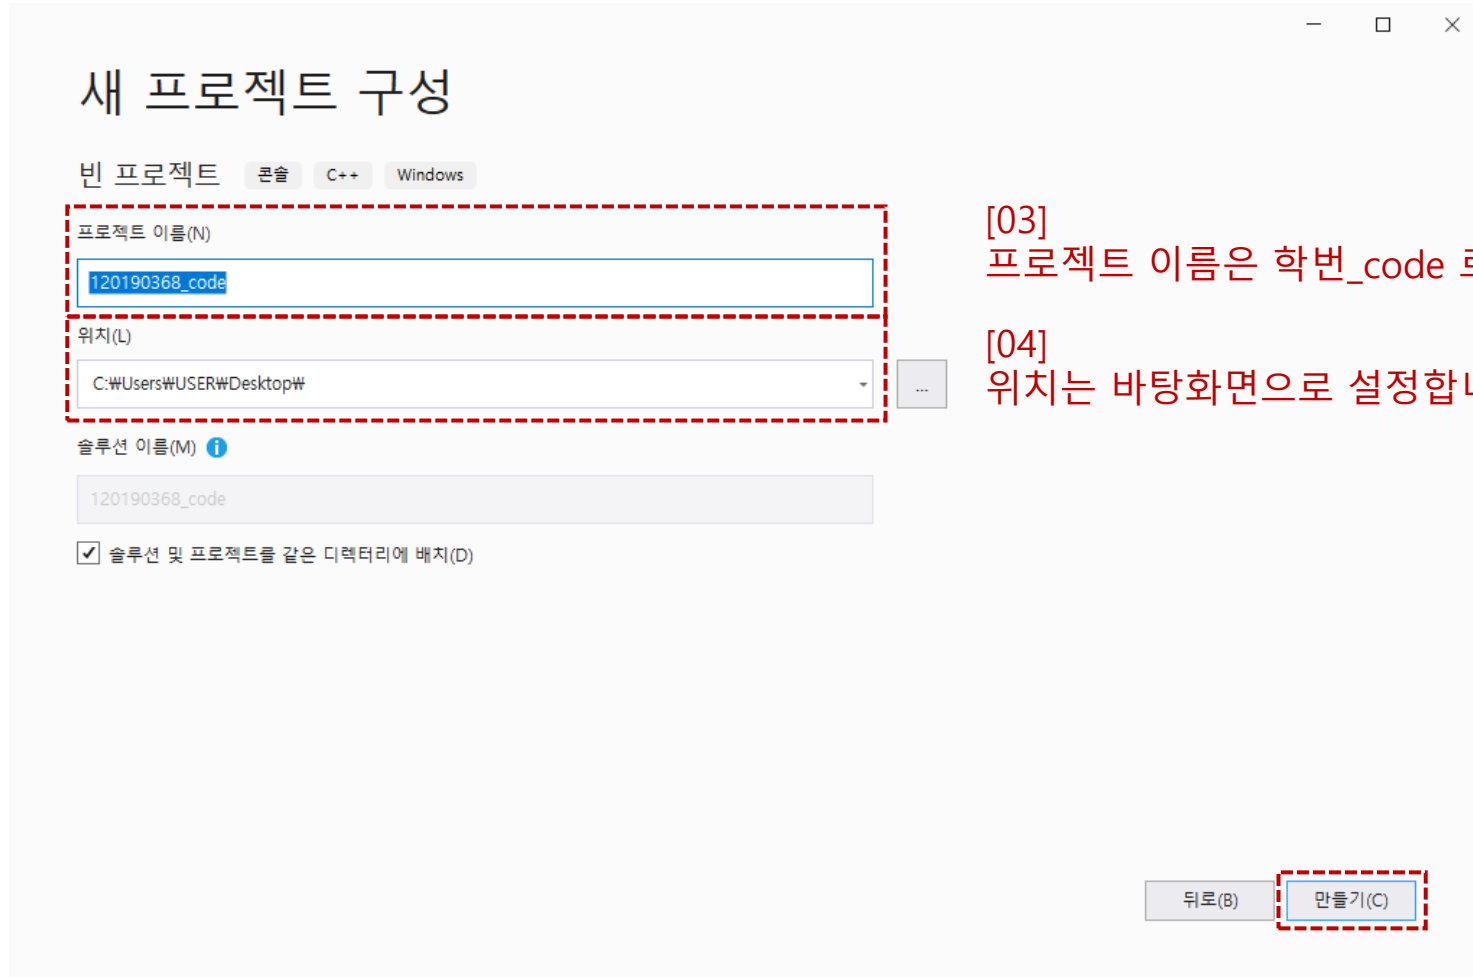 새 프로젝트 구성
빈 프로젝트 콘솔 C++ Windows
프로젝트 이름(N)
120190368_code
[03]
프로젝트 이름은 학번_code
위치(L)
C:₩Users₩USER₩Desktop₩
...
[04]
위치는 바탕화면으로
솔루션 이름(M)
120190368_code
솔루션 및 프로젝트를 같은 디렉터리에 배치(D)
뒤로(B) 만들기(C)